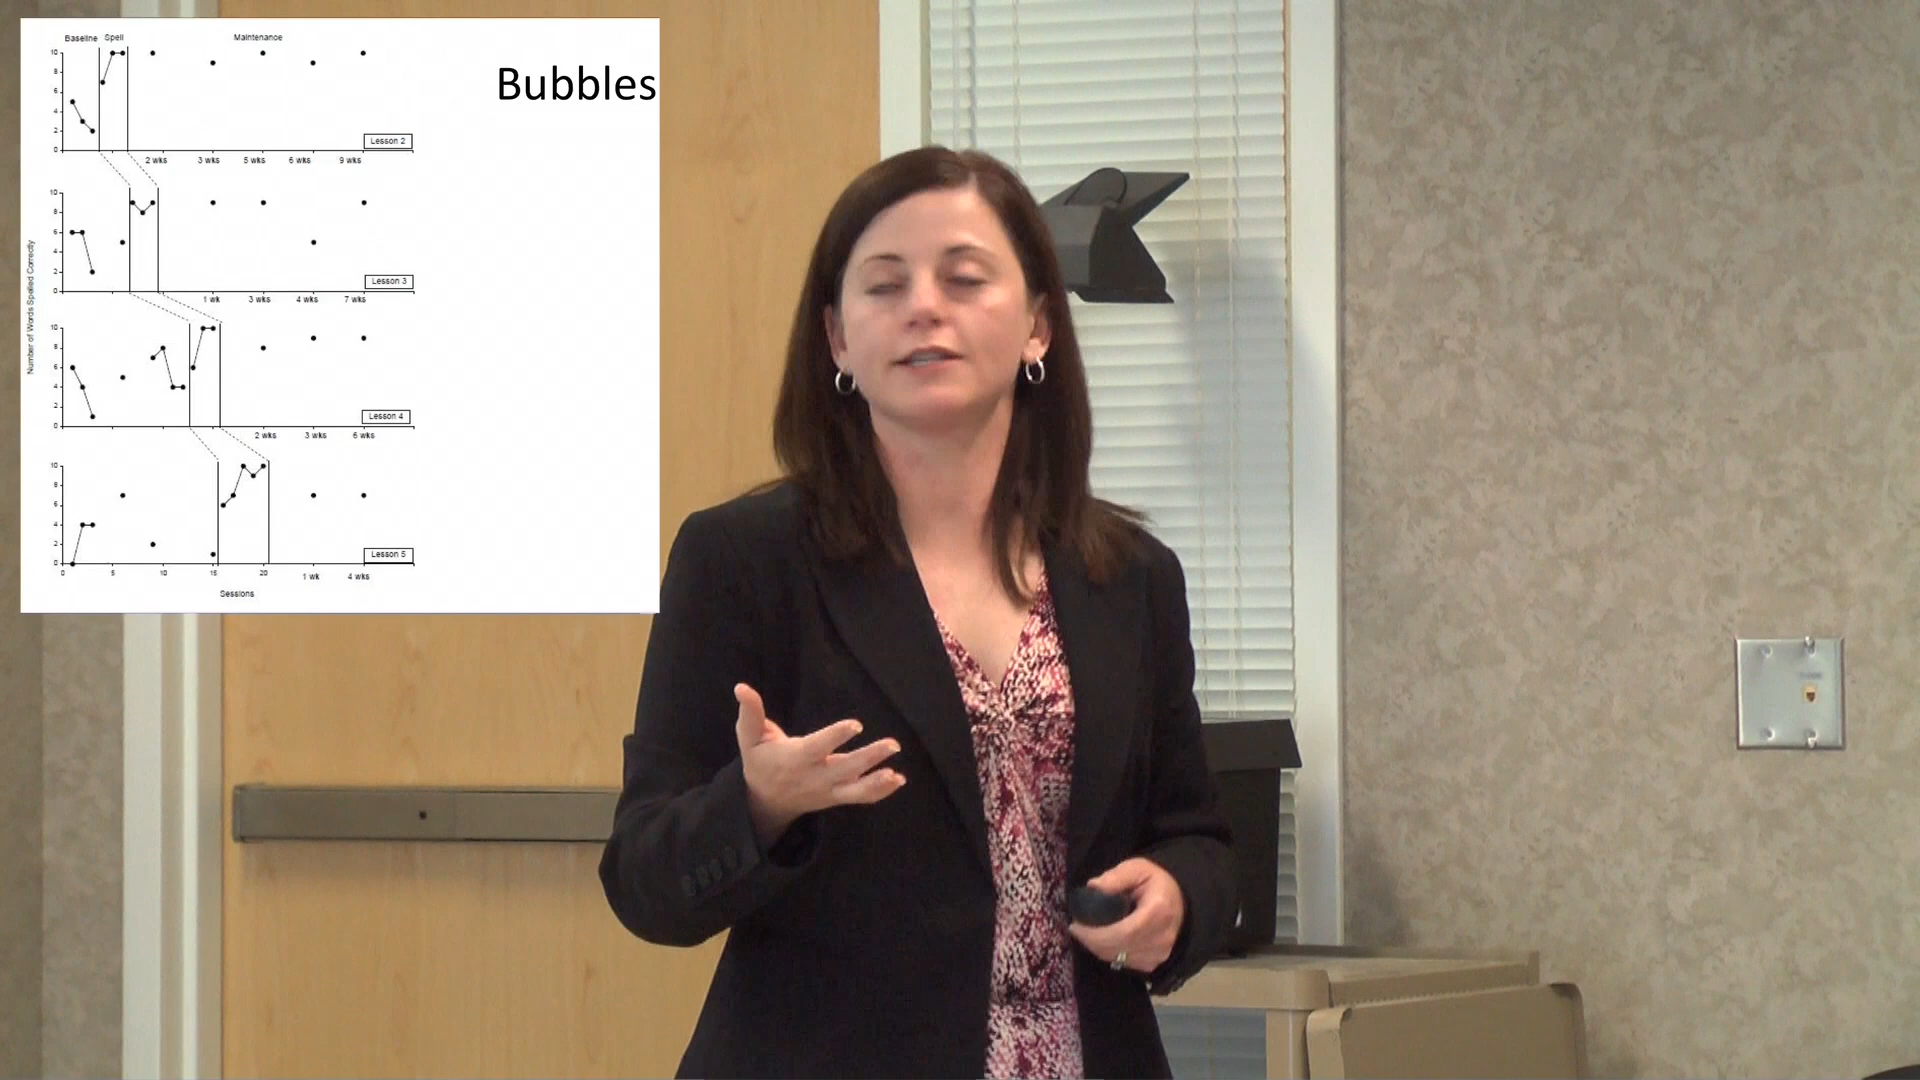 Baseline Spell Maintenance
Bubbles
Number of Words Spelled Correctly
10
8
6
4
2
0
Lesson 2
2 wks 3 wks 5 wks 6 wks 9 wks
10
8
6
4
2
0
Lesson 3
1 wk 3 wks 4 wks 7 wks
10
8
6
4
2
0
Lesson 4
2 wks 3 wks 6 wks
10
8
6
4
2
0
Lesson 5
0 5 10 15 20 1 wk 4 wks
Sessions